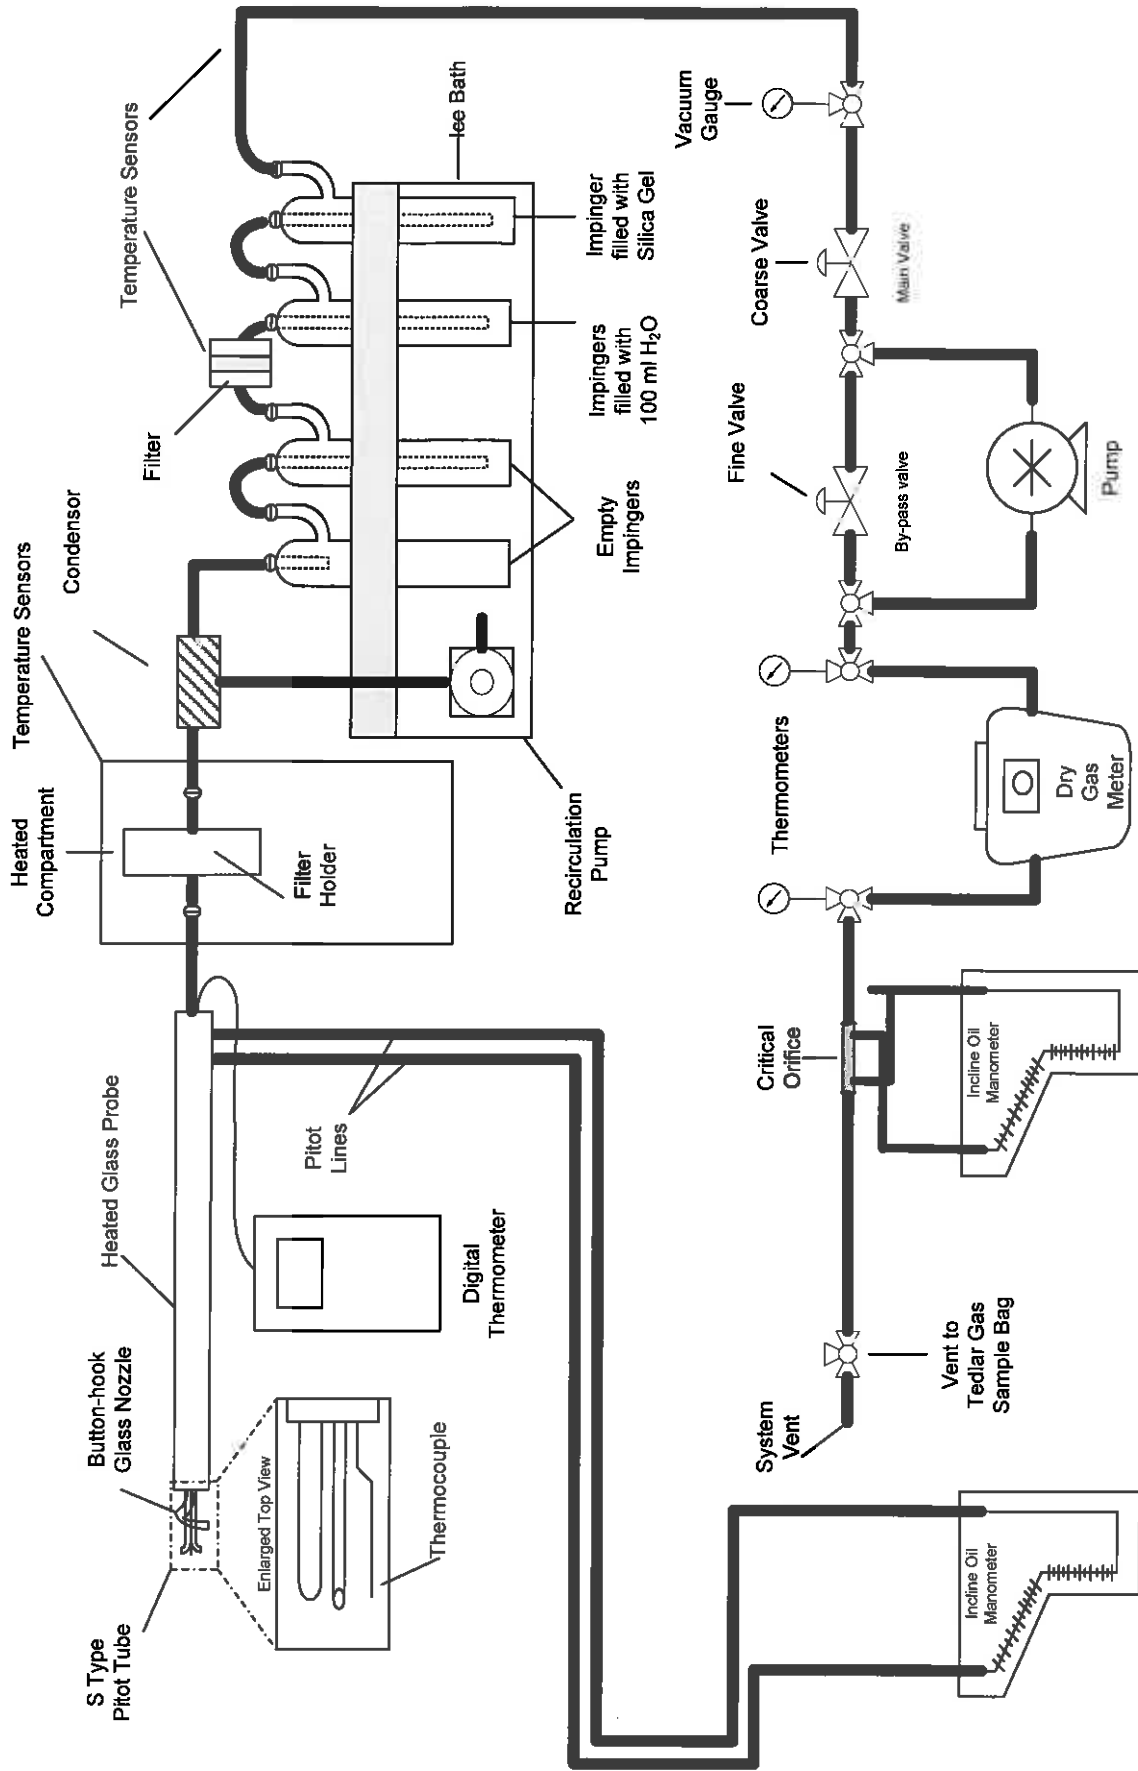 Temperature Sensors
Condensor
Temperature Sensors
Heated
Compartment
Filter
Holder
Filter
Ice Bath
Impinger
filled with
Silica Gel
Impingers
filled with
100 ml H₂O
Empty
Impingers
Recirculation
Pump
Heated Glass Probe
Button-hook
Glass Nozzle
S Type
Pitot Tube
Enlarged Top View
Thermocouple
Digital
Thermometer
Pitot
Lines
Vacuum
Gauge
Coarse Valve
Main Valve
Fine Valve
By-pass valve
Pump
Thermometers
Dry
Gas
Meter
Critical
Orifice
Incline Oil
Manometer
Vent to
Tedlar Gas
Sample Bag
System
Vent
Incline Oil
Manometer